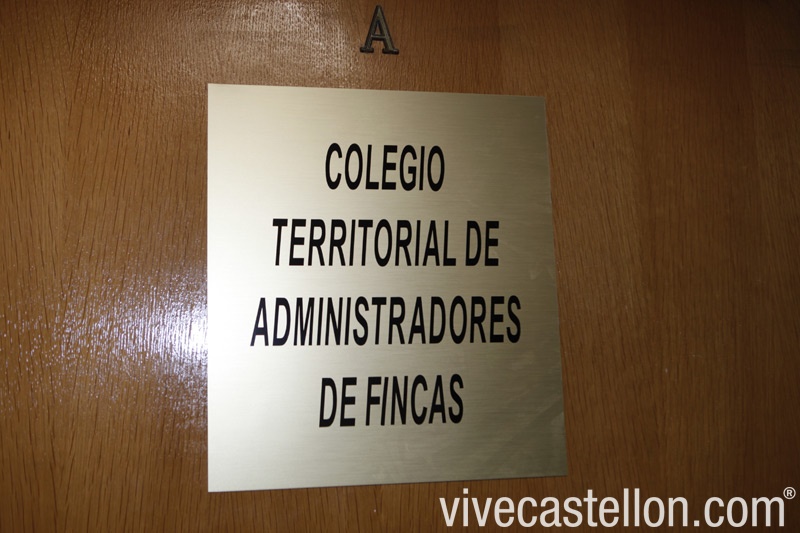 A
COLEGIO
TERRITORIAL DE
ADMINISTRADORES
DE FINCAS
vivecastellon.com®